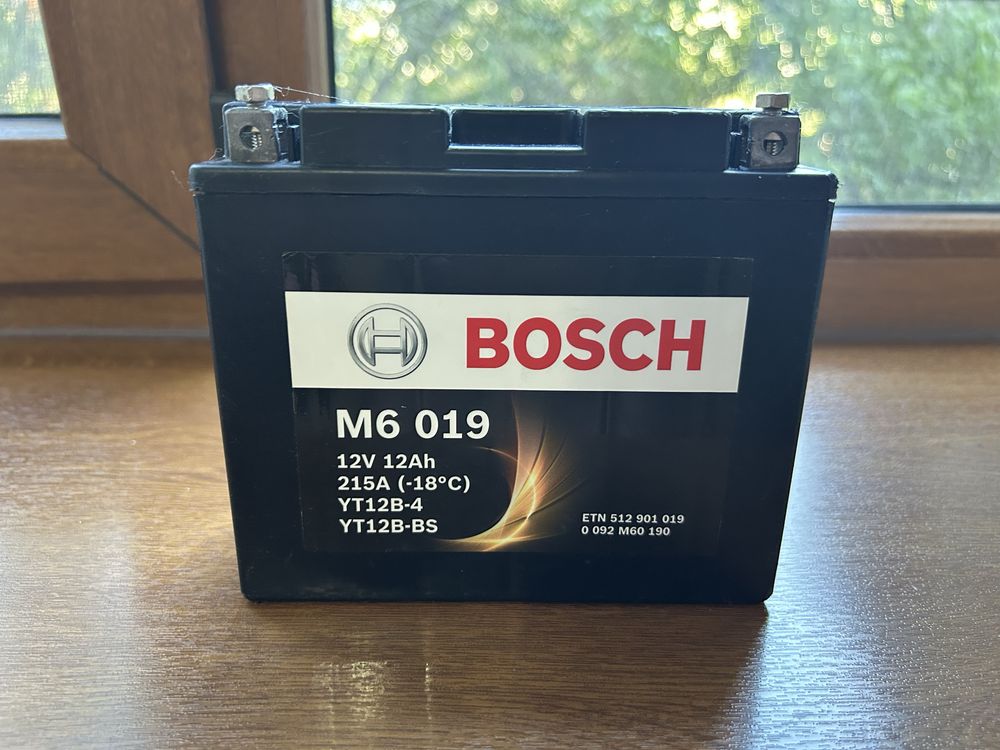 BOSCH
M6 019
12V 12Ah
215A (-18°C)
YT12B-4
YT12B-BS
ETN 512 901 019
0 092 M60 190